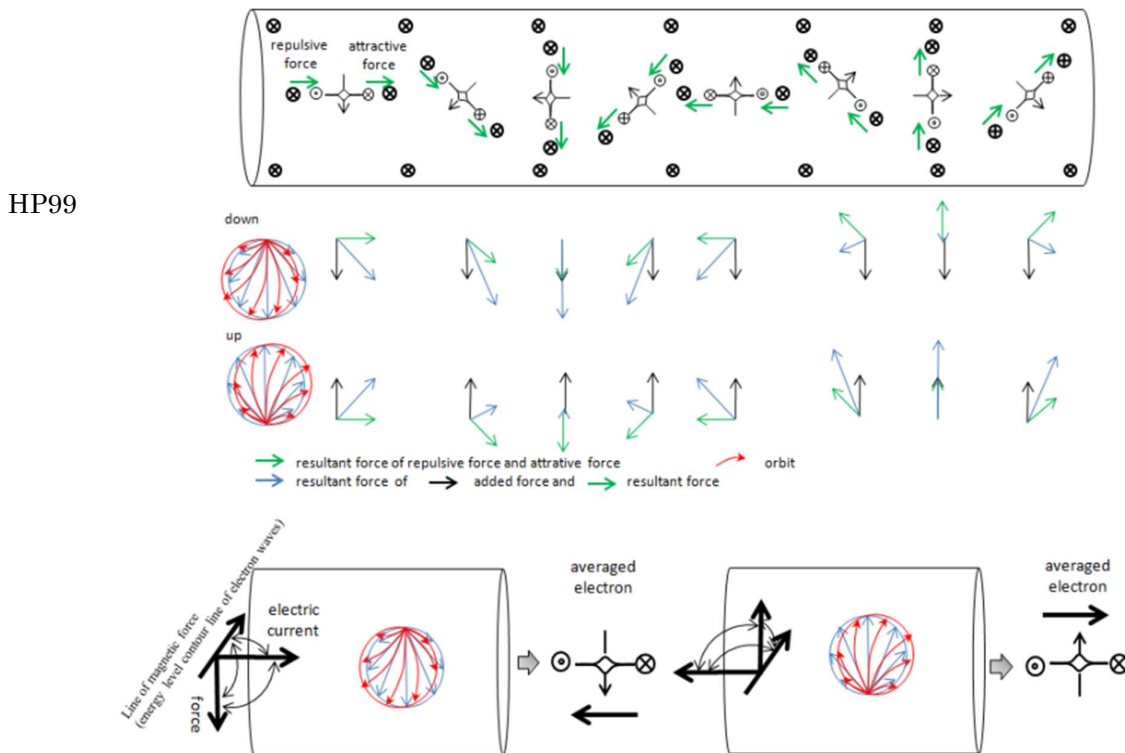 repulsive
force
attractive
force
HP99
down
up
resultant force of repulsive force and attrative force
orbit
resultant force of
added force and
resultant force
Line of magnetic force
(energy level contour line of electron waves)
electric
current
force
averaged
electron
averaged
electron